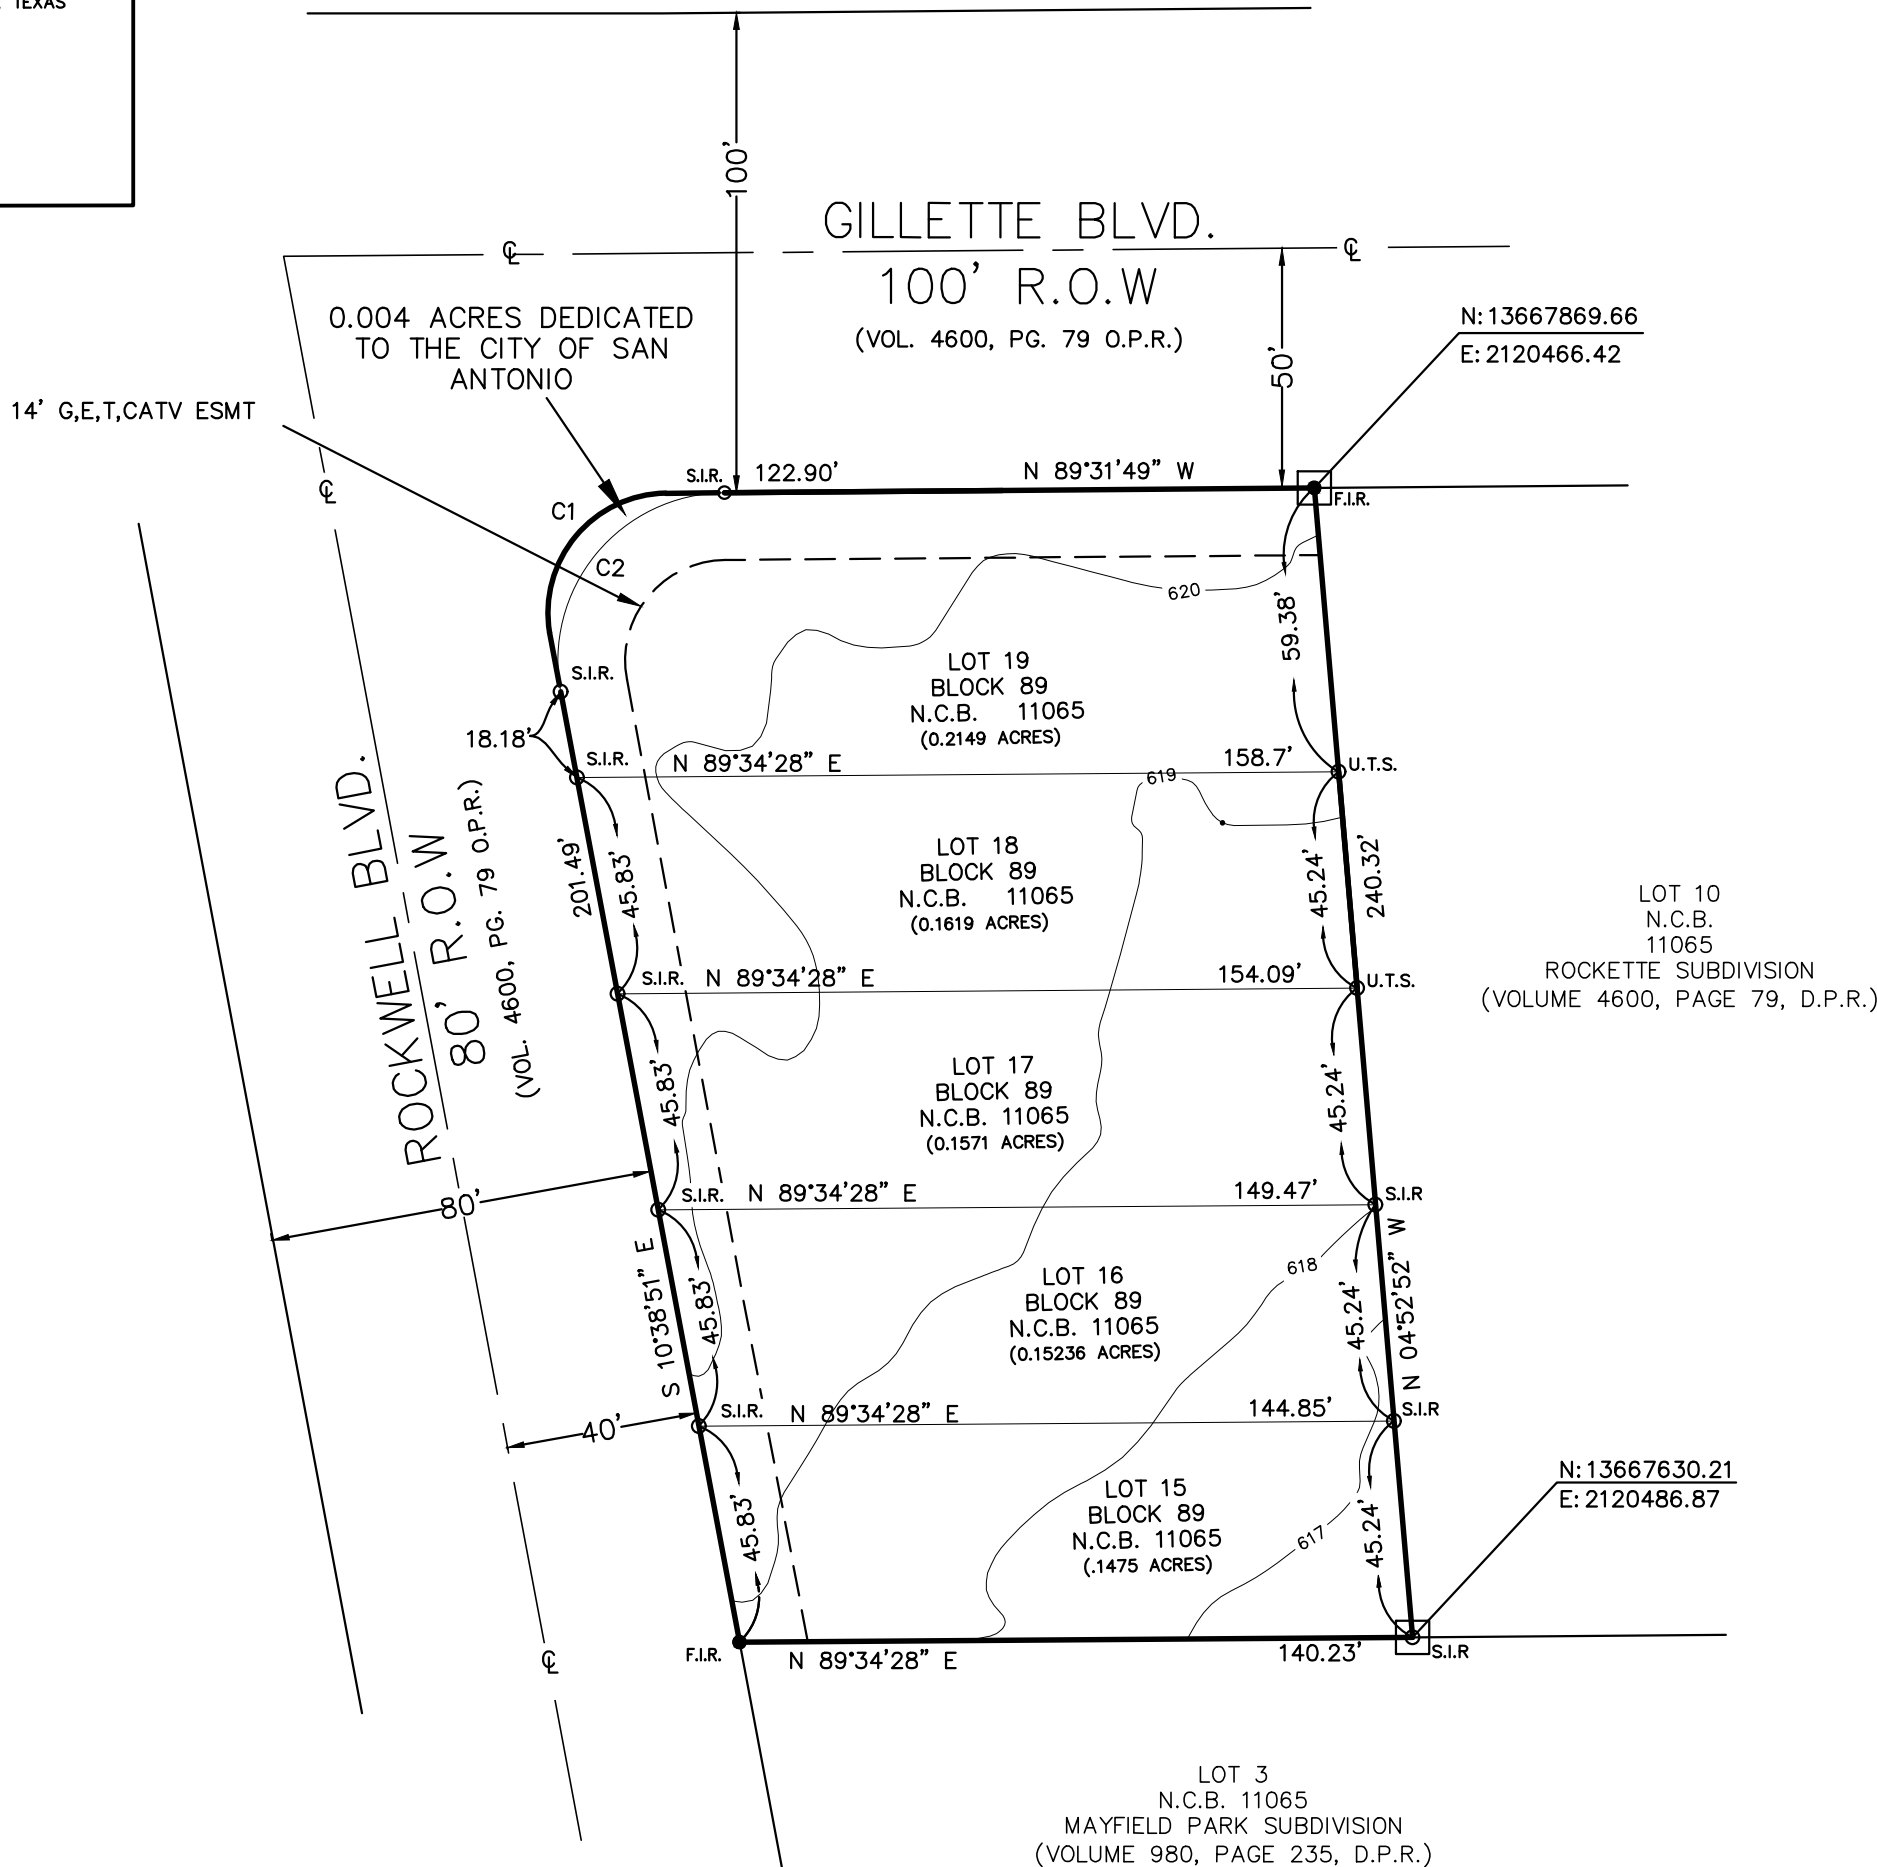 TEXAS
100'
GILLETTE BLVD.
℄
℄
100' R.O.W
(VOL. 4600, PG. 79 O.P.R.)
50'
0.004 ACRES DEDICATED
TO THE CITY OF SAN
ANTONIO
14' G,E,T,CATV ESMT
N:13667869.66
E:2120466.42
℄
S.I.R.
122.90'
N 89°31'49" W
F.I.R.
C1
C2
620
59.38'
LOT 19
BLOCK 89
N.C.B. 11065
(0.2149 ACRES)
S.I.R.
18.18'
S.I.R.
N 89°34'28" E
158.7'
U.T.S.
619
ROCKWELL BLVD.
80' R.O.W
(VOL. 4600, PG. 79 O.P.R.)
201.49'
45.83'
LOT 18
BLOCK 89
N.C.B. 11065
(0.1619 ACRES)
45.24'
240.32'
LOT 10
N.C.B.
11065
ROCKETTE SUBDIVISION
(VOLUME 4600, PAGE 79, D.P.R.)
S.I.R.
N 89°34'28" E
154.09'
U.T.S.
45.83'
LOT 17
BLOCK 89
N.C.B. 11065
(0.1571 ACRES)
45.24'
80'
S.I.R.
N 89°34'28" E
149.47'
S.I.R
S 10°38'51" E
45.83'
LOT 16
BLOCK 89
N.C.B. 11065
(0.15236 ACRES)
618
45.24'
N 04°52'52" W
40'
S.I.R.
N 89°34'28" E
144.85'
S.I.R
45.83'
LOT 15
BLOCK 89
N.C.B. 11065
(.1475 ACRES)
617
45.24'
N:13667630.21
E:2120486.87
℄
F.I.R.
N 89°34'28" E
140.23'
S.I.R
LOT 3
N.C.B. 11065
MAYFIELD PARK SUBDIVISION
(VOLUME 980, PAGE 235, D.P.R.)